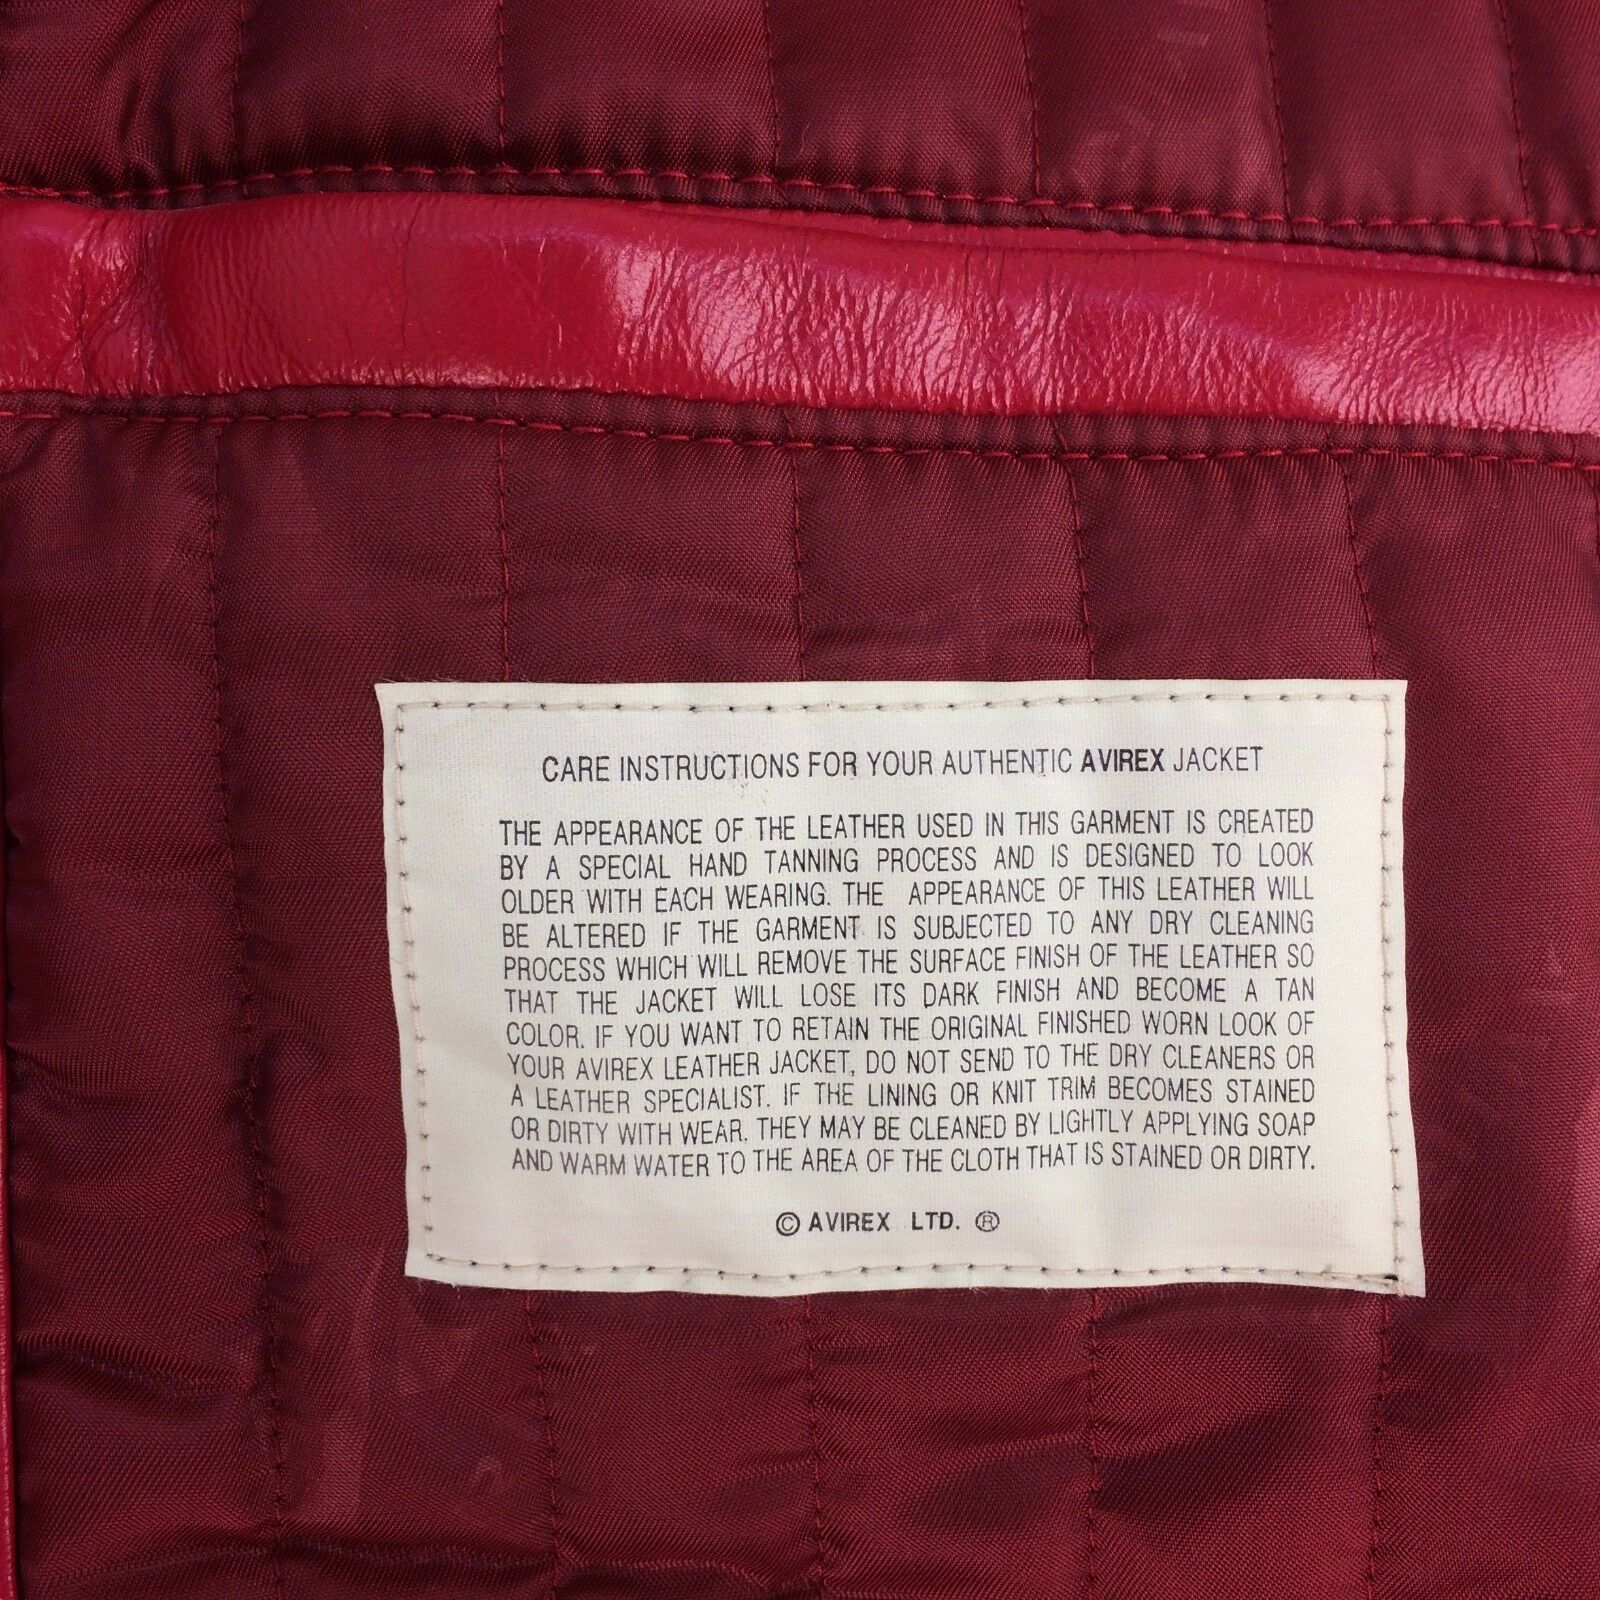 CARE INSTRUCTIONS FOR YOUR AUTHENTIC AVIREX JACKET
THE APPEARANCE OF THE LEATHER USED IN THIS GARMENT IS CREATED
BY A SPECIAL HAND TANNING PROCESS AND IS DESIGNED TO LOOK
OLDER WITH EACH WEARING. THE APPEARANCE OF THIS LEATHER WILL
BE ALTERED IF THE GARMENT IS SUBJECTED TO ANY DRY CLEANING
PROCESS WHICH WILL REMOVE THE SURFACE FINISH OF THE LEATHER SO
THAT THE JACKET WILL LOSE ITS DARK FINISH AND BECOME A TAN
COLOR. IF YOU WANT TO RETAIN THE ORIGINAL FINISHED WORN LOOK OF
YOUR AVIREX LEATHER JACKET, DO NOT SEND TO THE DRY CLEANERS OR
A LEATHER SPECIALIST. IF THE LINING OR KNIT TRIM BECOMES STAINED
OR DIRTY WITH WEAR. THEY MAY BE CLEANED BY LIGHTLY APPLYING SOAP
AND WARM WATER TO THE AREA OF THE CLOTH THAT IS STAINED OR DIRTY.
© AVIREX LTD. ®